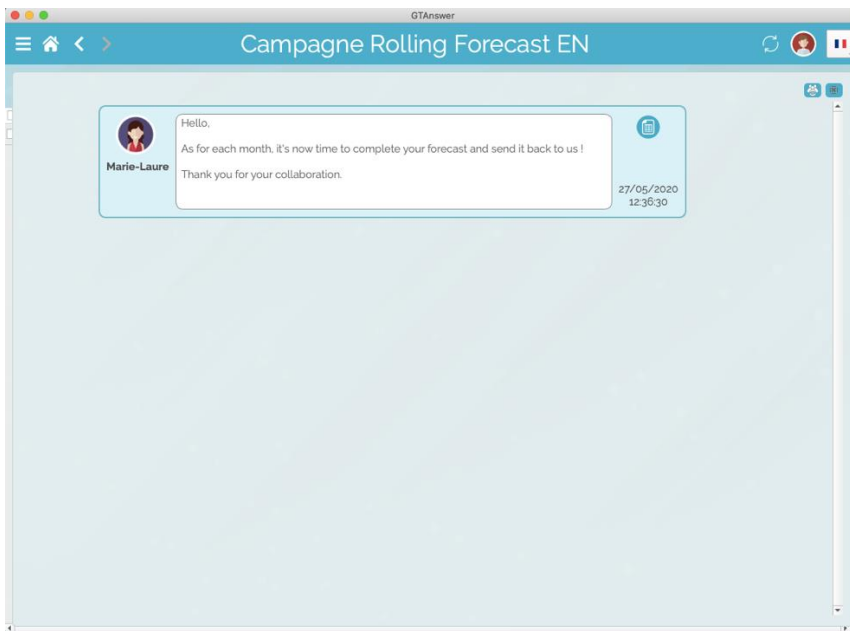 GTAnswer
Campagne Rolling Forecast EN
Hello,
As for each month, it's now time to complete your forecast and send it back to us !
Marie-Laure
Thank you for your collaboration.
27/05/2020
12:36:30